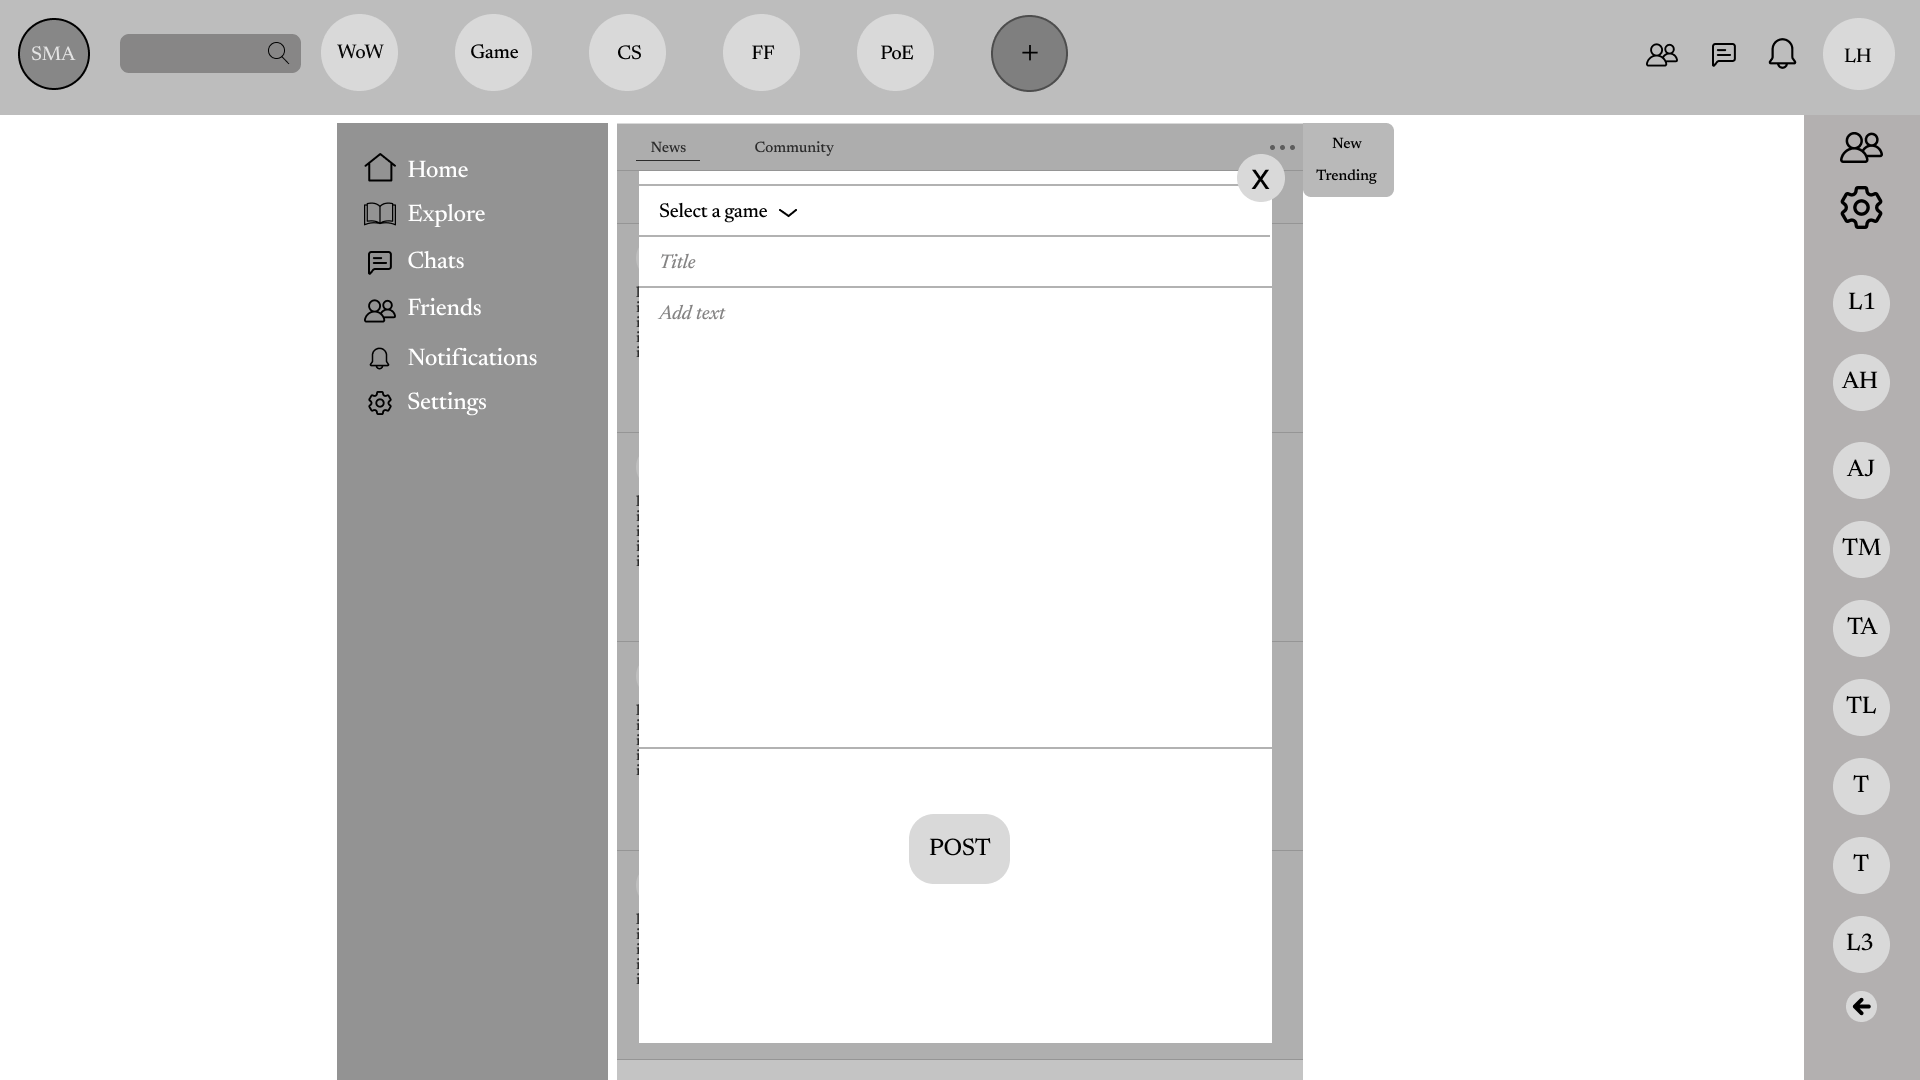 SMA
WoW
Game
CS
FF
PoE
+
LH
Home
Explore
Chats
Friends
Notifications
Settings
News
Community
New
Trending
X
Select a game
Title
Add text
POST
L1
AH
AJ
TM
TA
TL
T
T
L3